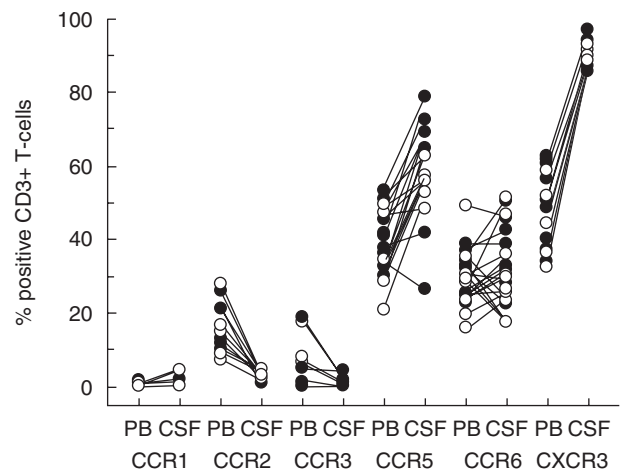 % positive CD3+ T-cells
100
80
60
40
20
0
PB CSF PB CSF PB CSF PB CSF PB CSF PB CSF
CCR1 CCR2 CCR3 CCR5 CCR6 CXCR3